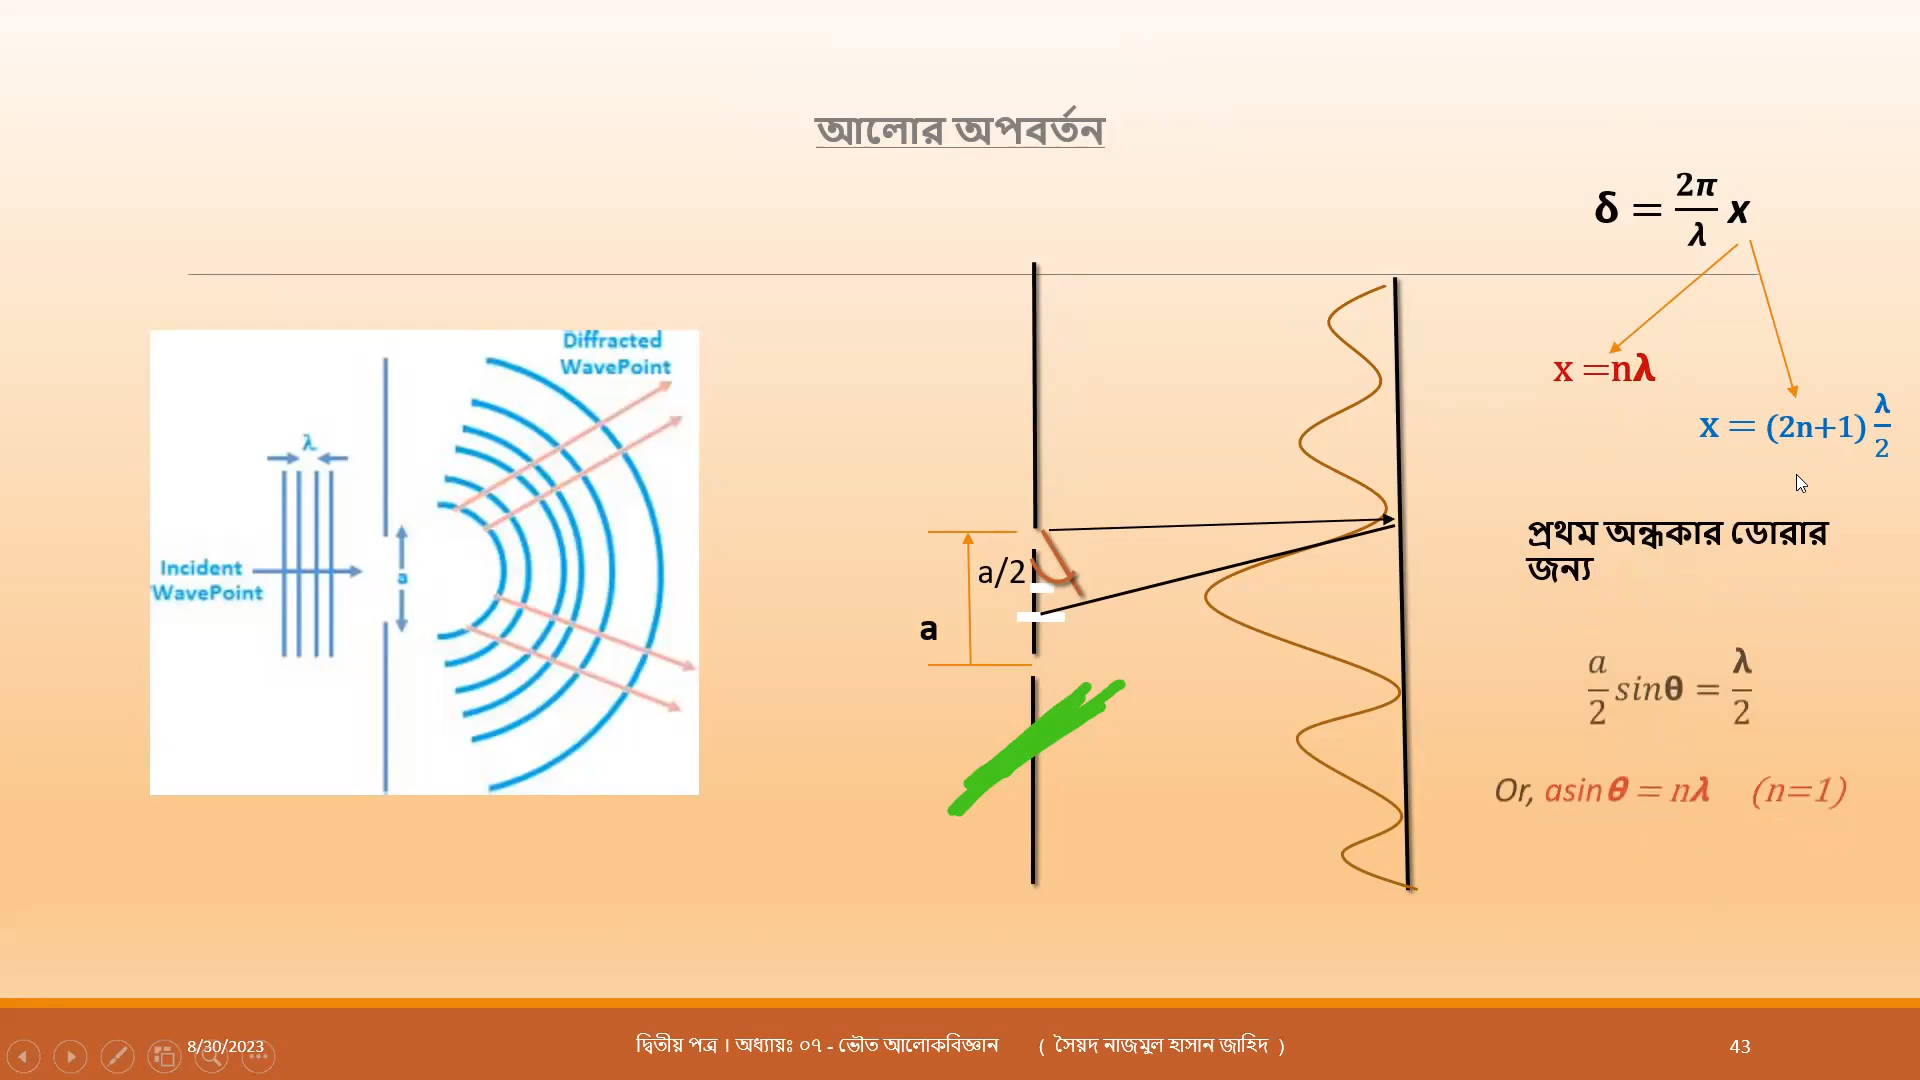 আলোর অপবর্তন
δ = 2π/λ x
x =nλ
x = (2n+1) λ/2
Diffracted
WavePoint
λ
a
Incident
WavePoint
a/2
a
প্রথম অন্ধকার ডোরার
জন্য
a/2 sinθ = λ/2
Or, asinθ = nλ (n=1)
8/30/2023
দ্বিতীয় পত্র । অধ্যায়ঃ ০৭ - ভৌত আলোকবিজ্ঞান ( সৈয়দ নাজমুল হাসান জাহিদ )
43